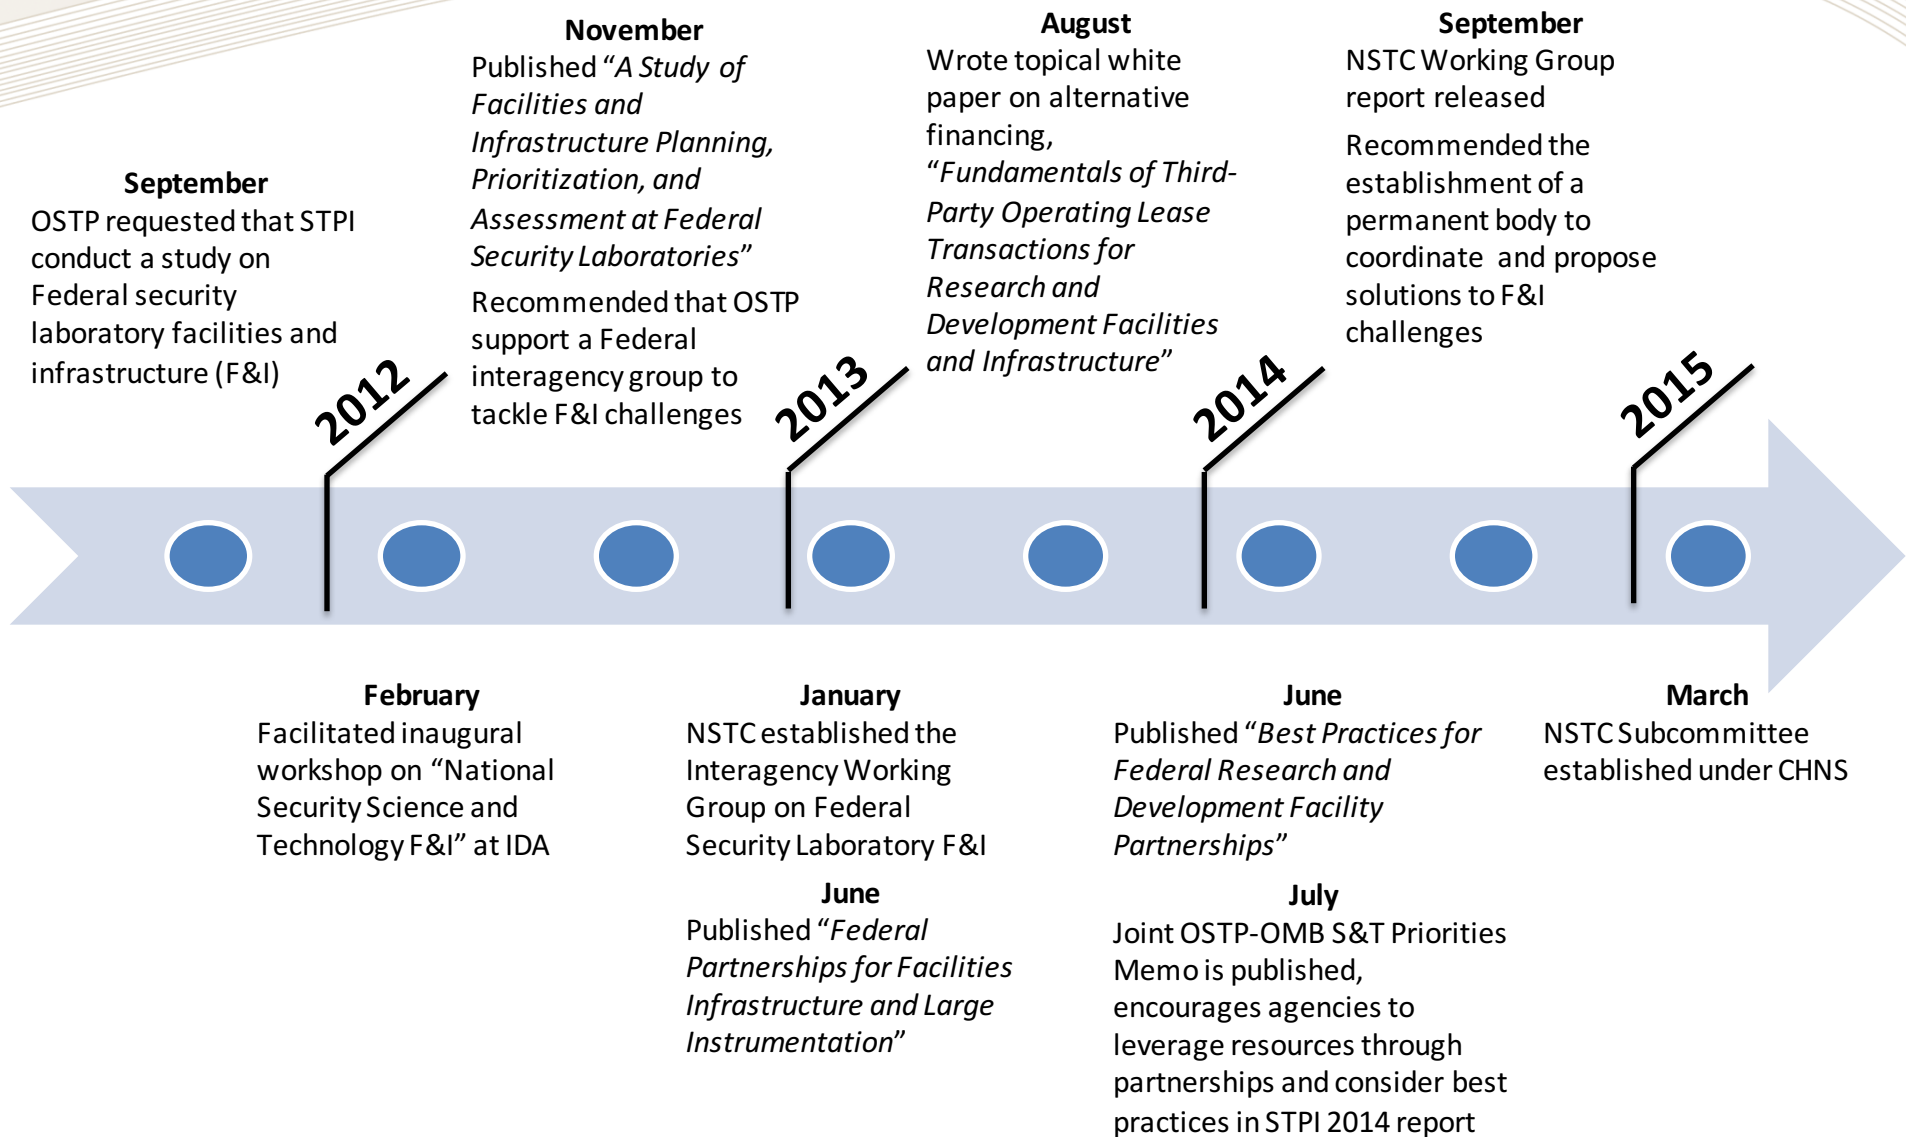 September
OSTP requested that STPI
conduct a study on
Federal security
laboratory facilities and
infrastructure (F&I)
2012
February
Facilitated inaugural
workshop on “National
Security Science and
Technology F&I” at IDA
November
Published “A Study of
Facilities and
Infrastructure Planning,
Prioritization, and
Assessment at Federal
Security Laboratories”
Recommended that OSTP
support a Federal
interagency group to
tackle F&I challenges
2013
January
NSTC established the
Interagency Working
Group on Federal
Security Laboratory F&I
June
Published “Federal
Partnerships for Facilities
Infrastructure and Large
Instrumentation”
August
Wrote topical white
paper on alternative
financing,
“Fundamentals of Third-
Party Operating Lease
Transactions for
Research and
Development Facilities
and Infrastructure”
2014
June
Published “Best Practices for
Federal Research and
Development Facility
Partnerships”
July
Joint OSTP-OMB S&T Priorities
Memo is published,
encourages agencies to
leverage resources through
partnerships and consider best
practices in STPI 2014 report
September
NSTC Working Group
report released
Recommended the
establishment of a
permanent body to
coordinate and propose
solutions to F&I
challenges
2015
March
NSTC Subcommittee
established under CHNS